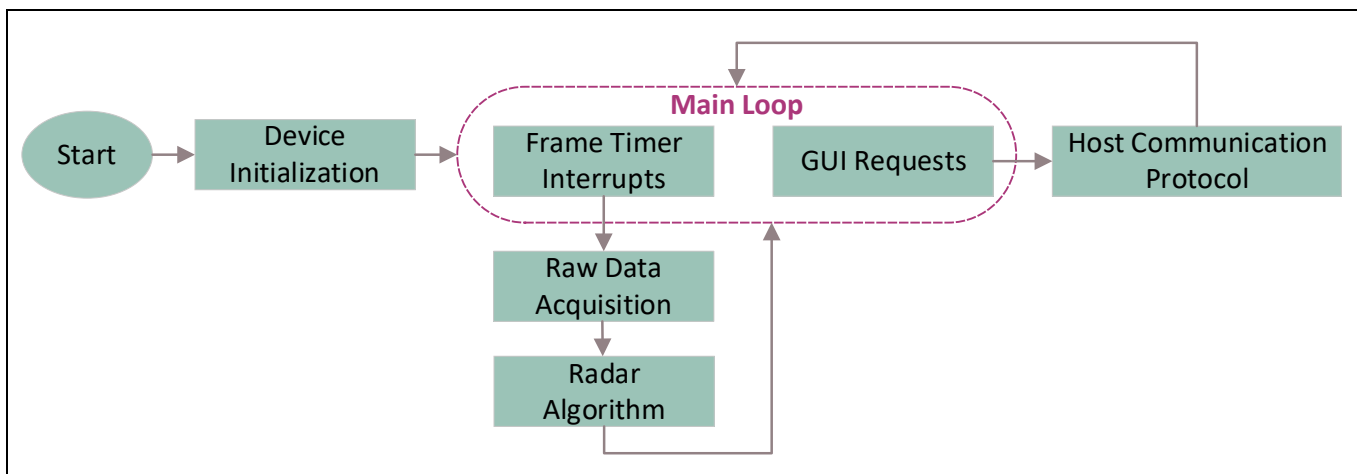 Main Loop
Start
Device
Initialization
Frame Timer
Interrupts
GUI Requests
Host Communication
Protocol
Raw Data
Acquisition
Radar
Algorithm